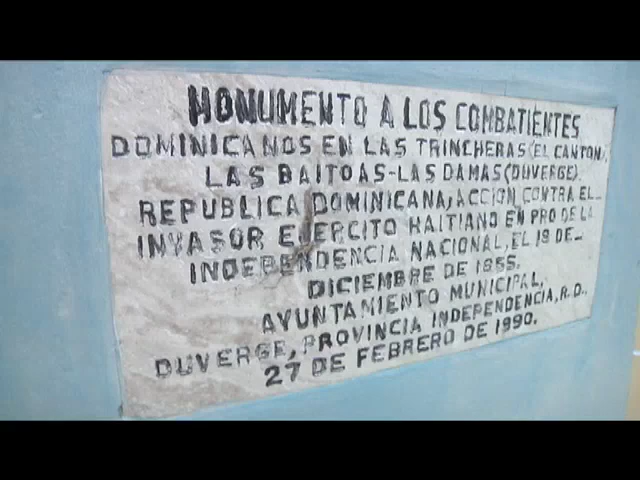 MONUMENTO A LOS COMBATIENTES
DOMINICANOS EN LAS TRINCHERAS (EL CANTON),
LAS BAITOAS-LAS DAMAS (DUVERGE).
REPUBLICA DOMINICANA, ACCION CONTRA EL_
INVASOR EJERCITO HAITIANO EN PRO DE LA
INDEPENDENCIA NACIONAL, EL 19 DE_
DICIEMBRE DE 1855.
AYUNTAMIENTO MUNICIPAL,
DUVERGE, PROVINCIA INDEPENDENCIA, R.D.,
27 DE FEBRERO DE 1990.